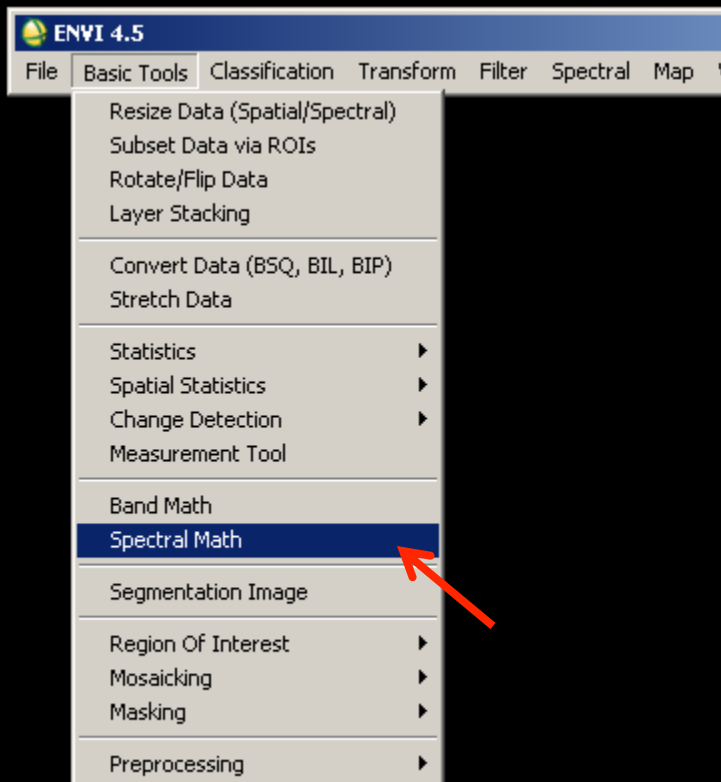 ENVI 4.5
File Basic Tools Classification Transform Filter Spectral Map
Resize Data (Spatial/Spectral)
Subset Data via ROIs
Rotate/Flip Data
Layer Stacking
Convert Data (BSQ, BIL, BIP)
Stretch Data
Statistics
Spatial Statistics
Change Detection
Measurement Tool
Band Math
Spectral Math
Segmentation Image
Region Of Interest
Mosaicking
Masking
Preprocessing